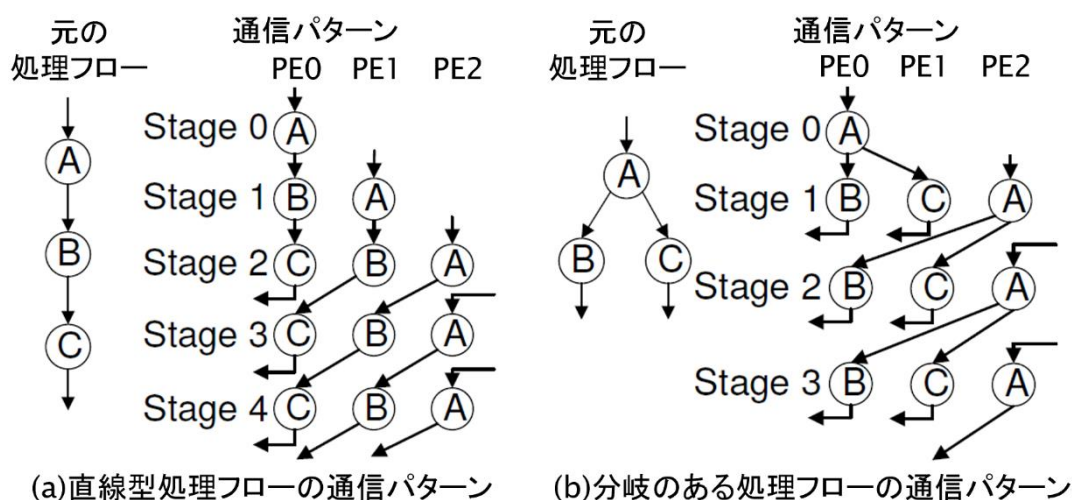 元の
処理フロー
通信パターン
PE0 PE1 PE2
A
B
C
Stage 0 A
Stage 1 B A
Stage 2 C B A
Stage 3 C B A
Stage 4 C B A
(a)直線型処理フローの通信パターン
元の
処理フロー
通信パターン
PE0 PE1 PE2
A
B C
Stage 0 A
Stage 1 B C A
Stage 2 B C A
Stage 3 B C A
(b)分岐のある処理フローの通信パターン